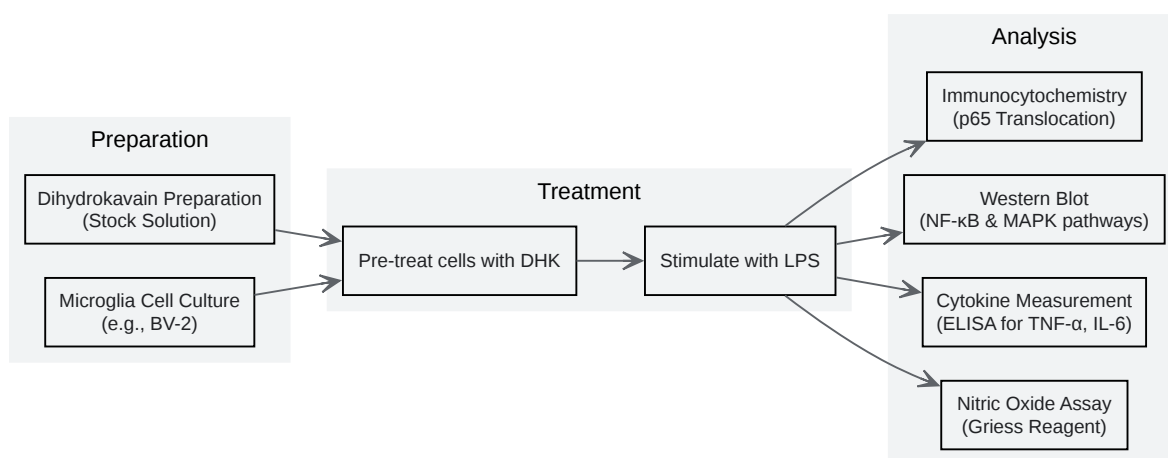 Preparation
Dihydrokavain Preparation
(Stock Solution)
Microglia Cell Culture
(e.g., BV-2)
Treatment
Pre-treat cells with DHK
Stimulate with LPS
Analysis
Immunocytochemistry
(p65 Translocation)
Western Blot
(NF-κB & MAPK pathways)
Cytokine Measurement
(ELISA for TNF-α, IL-6)
Nitric Oxide Assay
(Griess Reagent)